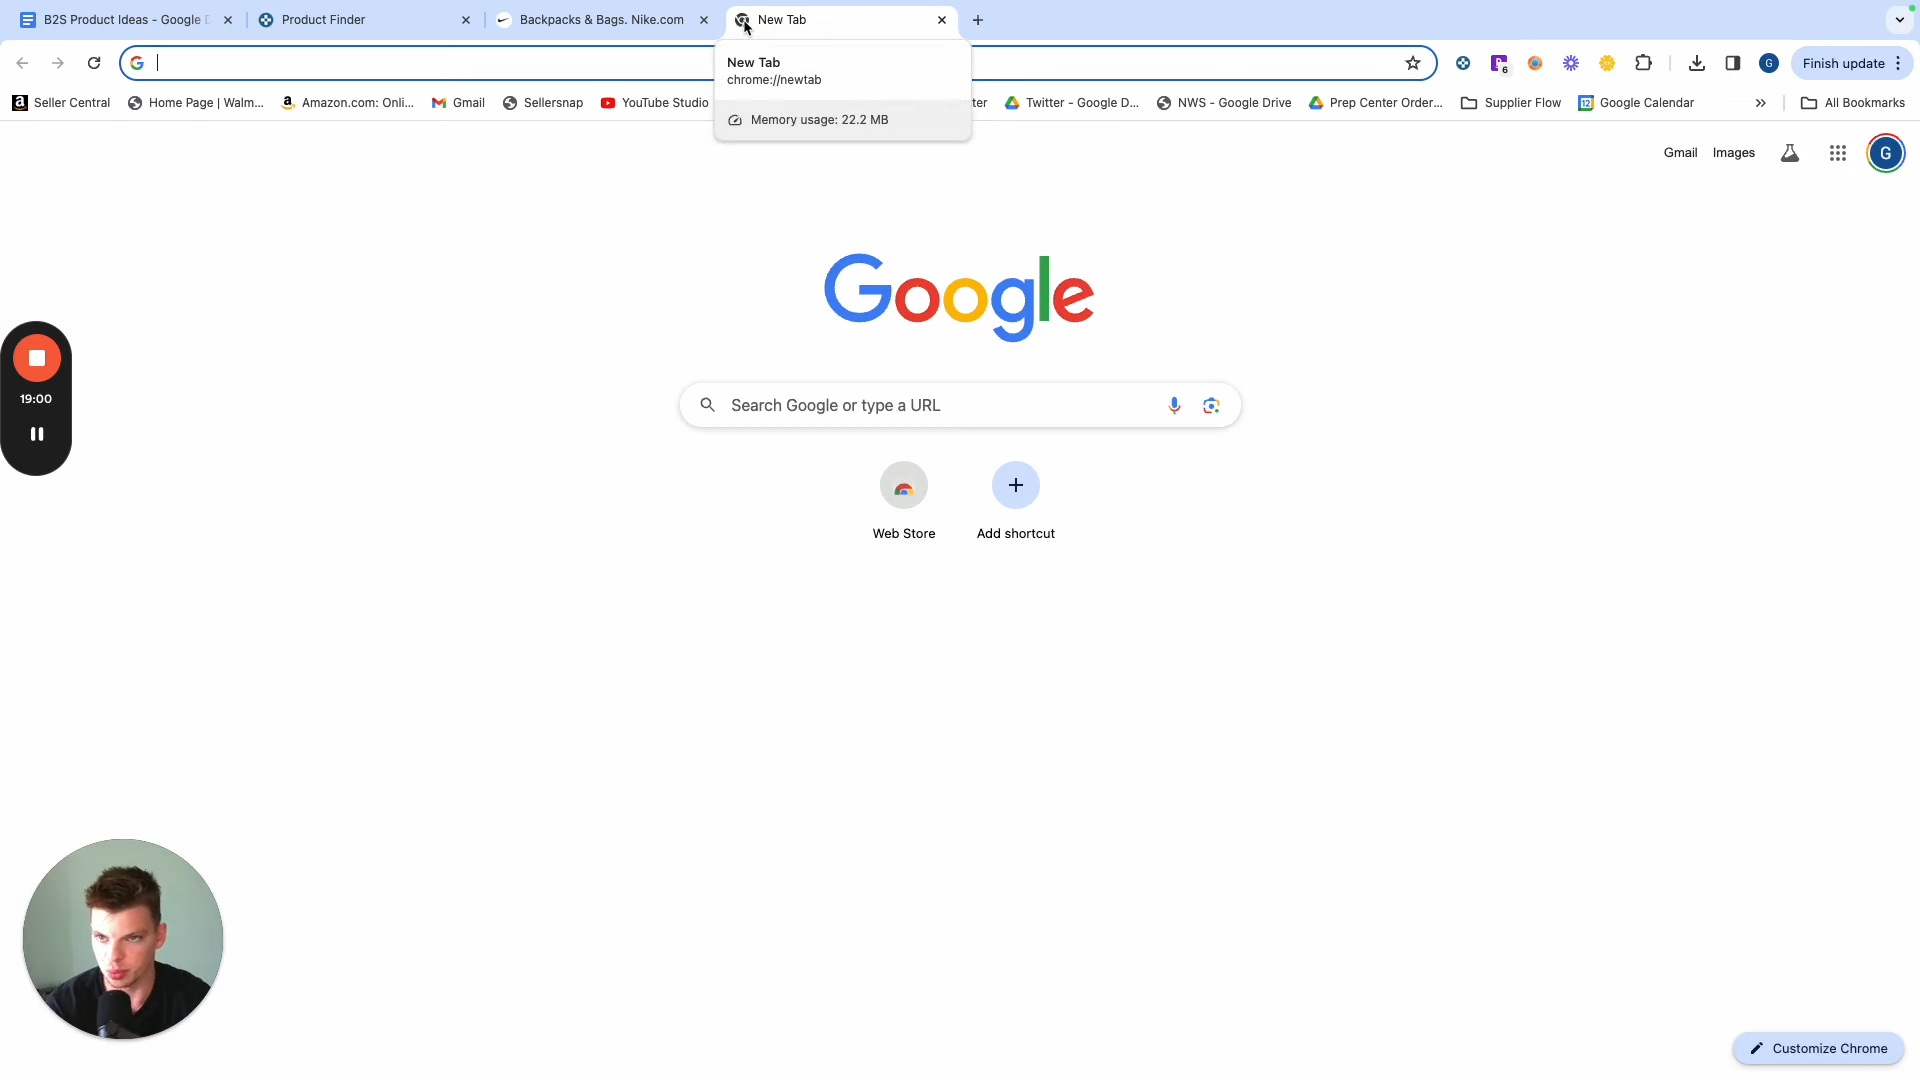 B2S Product Ideas - Google D
Product Finder
Backpacks & Bags. Nike.com
New Tab
New Tab
chrome://newtab
Memory usage: 22.2 MB
6
G
Finish update
Seller Central
Home Page | Walm...
Amazon.com: Onli...
Gmail
Sellersnap
YouTube Studio
ter
Twitter - Google D...
NWS - Google Drive
Prep Center Order...
Supplier Flow
Google Calendar
»
All Bookmarks
Gmail
Images
G
Google
Search Google or type a URL
19:00
Web Store
Add shortcut
Customize Chrome